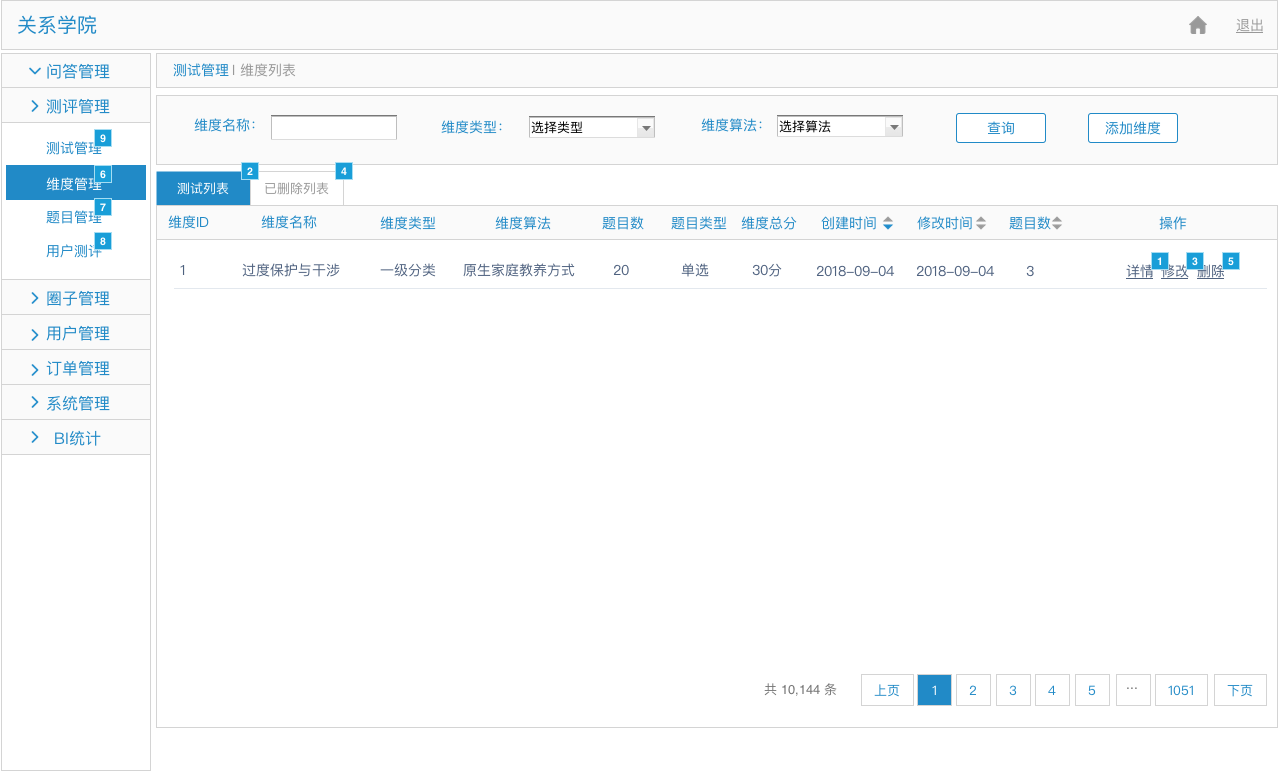 关系学院
退出
问答管理
测评管理
测试管理 9
维度管理 6
题目管理 7
用户测评 8
圈子管理
用户管理
订单管理
系统管理
BI统计
测试管理 | 维度列表
维度名称: 维度类型: 选择类型 维度算法: 选择算法 查询 添加维度
测试列表 2 已删除列表 4
维度ID 维度名称 维度类型 维度算法 题目数 题目类型 维度总分 创建时间 修改时间 题目数 操作
1 过度保护与干涉 一级分类 原生家庭教养方式 20 单选 30分 2018-09-04 2018-09-04 3 详情 1 修改 3 删除 5
共 10,144 条 上页 1 2 3 4 5 ... 1051 下页